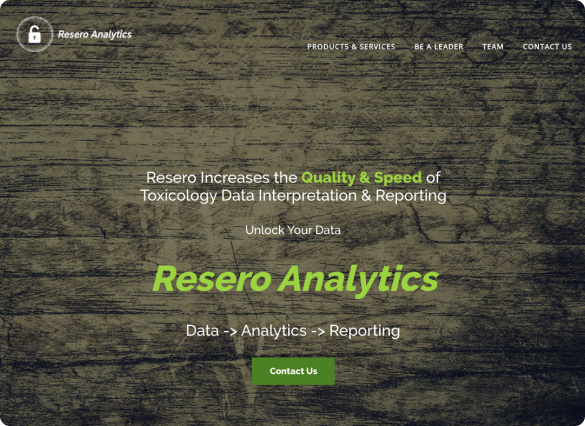 Resero Analytics
PRODUCTS & SERVICES BE A LEADER TEAM CONTACT US
Resero Increases the Quality & Speed of
Toxicology Data Interpretation & Reporting
Unlock Your Data
Resero Analytics
Data -> Analytics -> Reporting
Contact Us